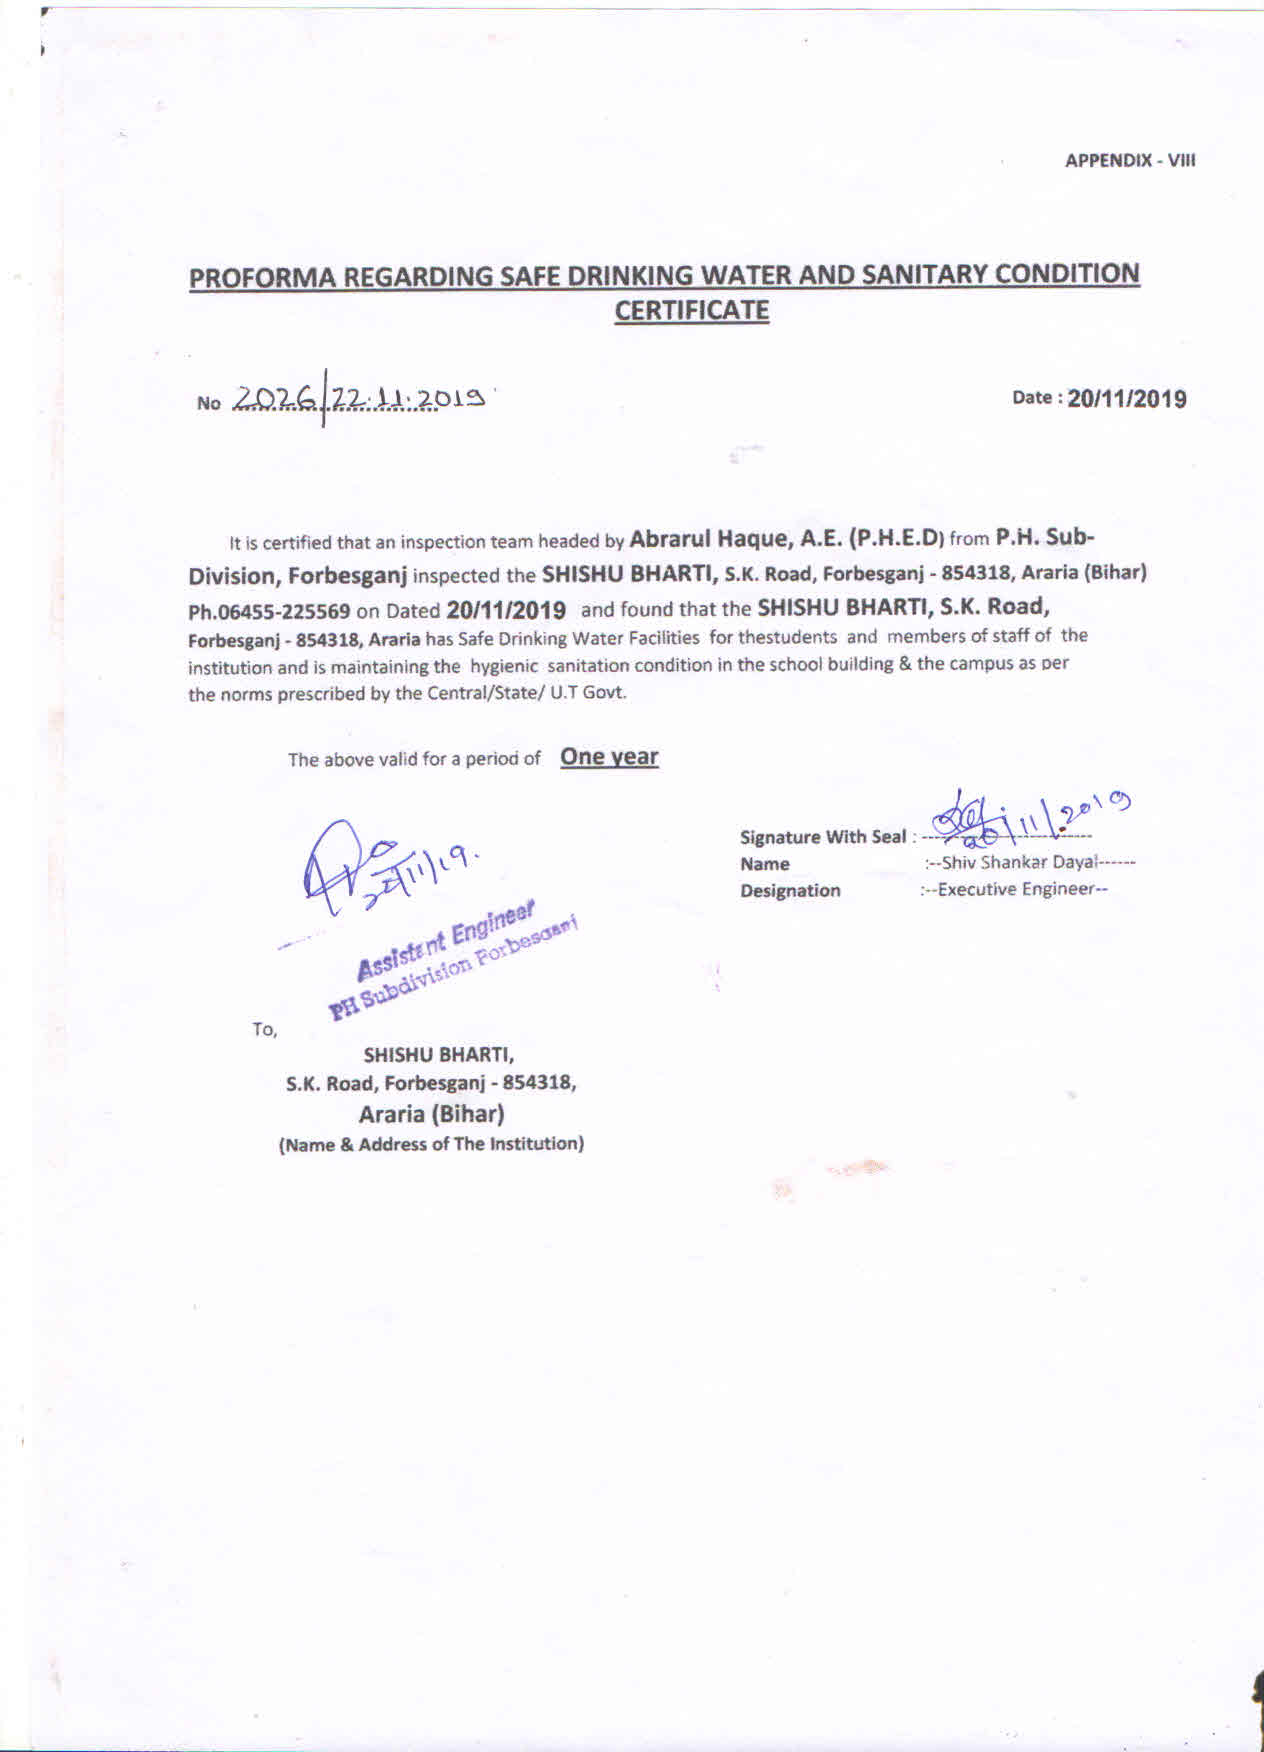 APPENDIX - VIII
PROFORMA REGARDING SAFE DRINKING WATER AND SANITARY CONDITION
CERTIFICATE
No 2026/22.11.2019
Date : 20/11/2019
It is certified that an inspection team headed by Abrarul Haque, A.E. (P.H.E.D) from P.H. Sub-
Division, Forbesganj inspected the SHISHU BHARTI, S.K. Road, Forbesganj - 854318, Araria (Bihar)
Ph.06455-225569 on Dated 20/11/2019 and found that the SHISHU BHARTI, S.K. Road,
Forbesganj - 854318, Araria has Safe Drinking Water Facilities for thestudents and members of staff of the
institution and is maintaining the hygienic sanitation condition in the school building & the campus as per
the norms prescribed by the Central/State/ U.T Govt.
The above valid for a period of One year
Signature With Seal : 20/11/2019
Name :--Shiv Shankar Dayal------
Designation :--Executive Engineer--
Assistant Engineer
PH Subdivision Forbesganj
To,
SHISHU BHARTI,
S.K. Road, Forbesganj - 854318,
Araria (Bihar)
(Name & Address of The Institution)